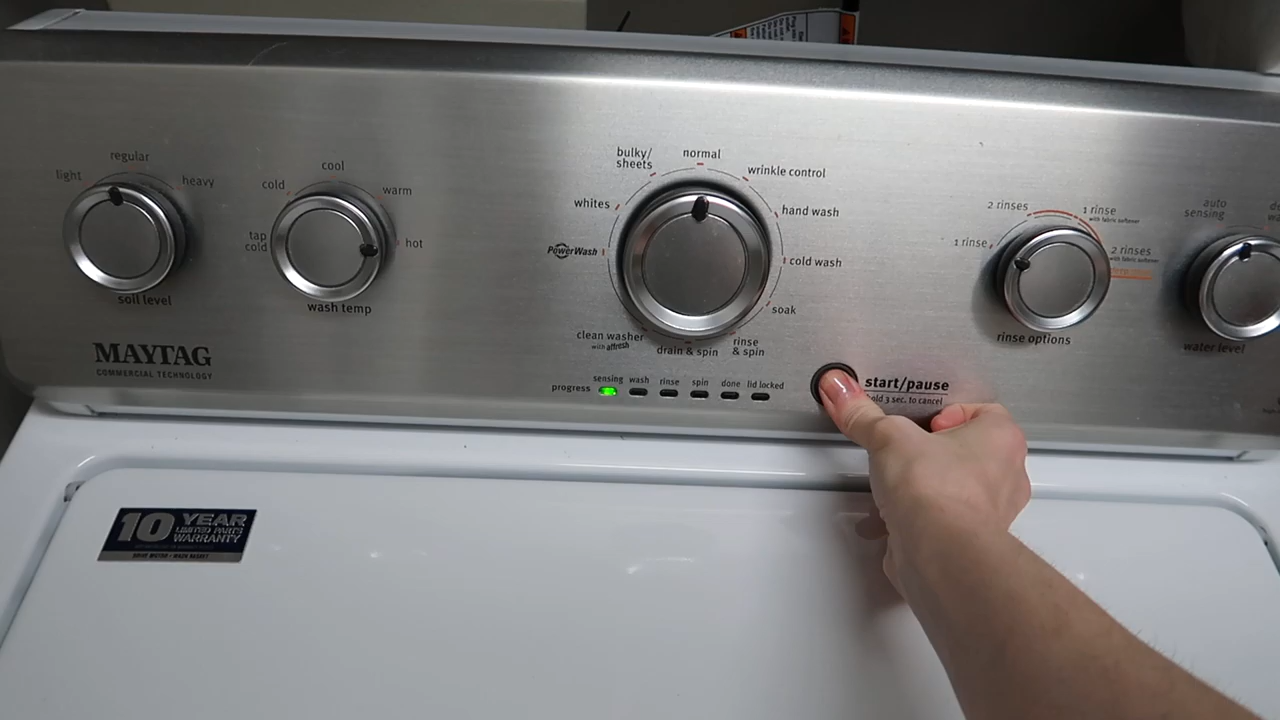 light
regular
heavy
soil level
tap
cold
cold
cool
warm
hot
wash temp
MAYTAG
COMMERCIAL TECHNOLOGY
PowerWash
whites
bulky/
sheets
normal
wrinkle control
hand wash
cold wash
soak
rinse
& spin
drain & spin
clean washer
with affresh
progress
sensing
wash
rinse
spin
done
lid locked
start/pause
hold 3 sec. to cancel
1 rinse
2 rinses
1 rinse
with fabric softener
2 rinses
with fabric softener
rinse options
auto
sensing
water level
10 YEAR
LIMITED PARTS
WARRANTY